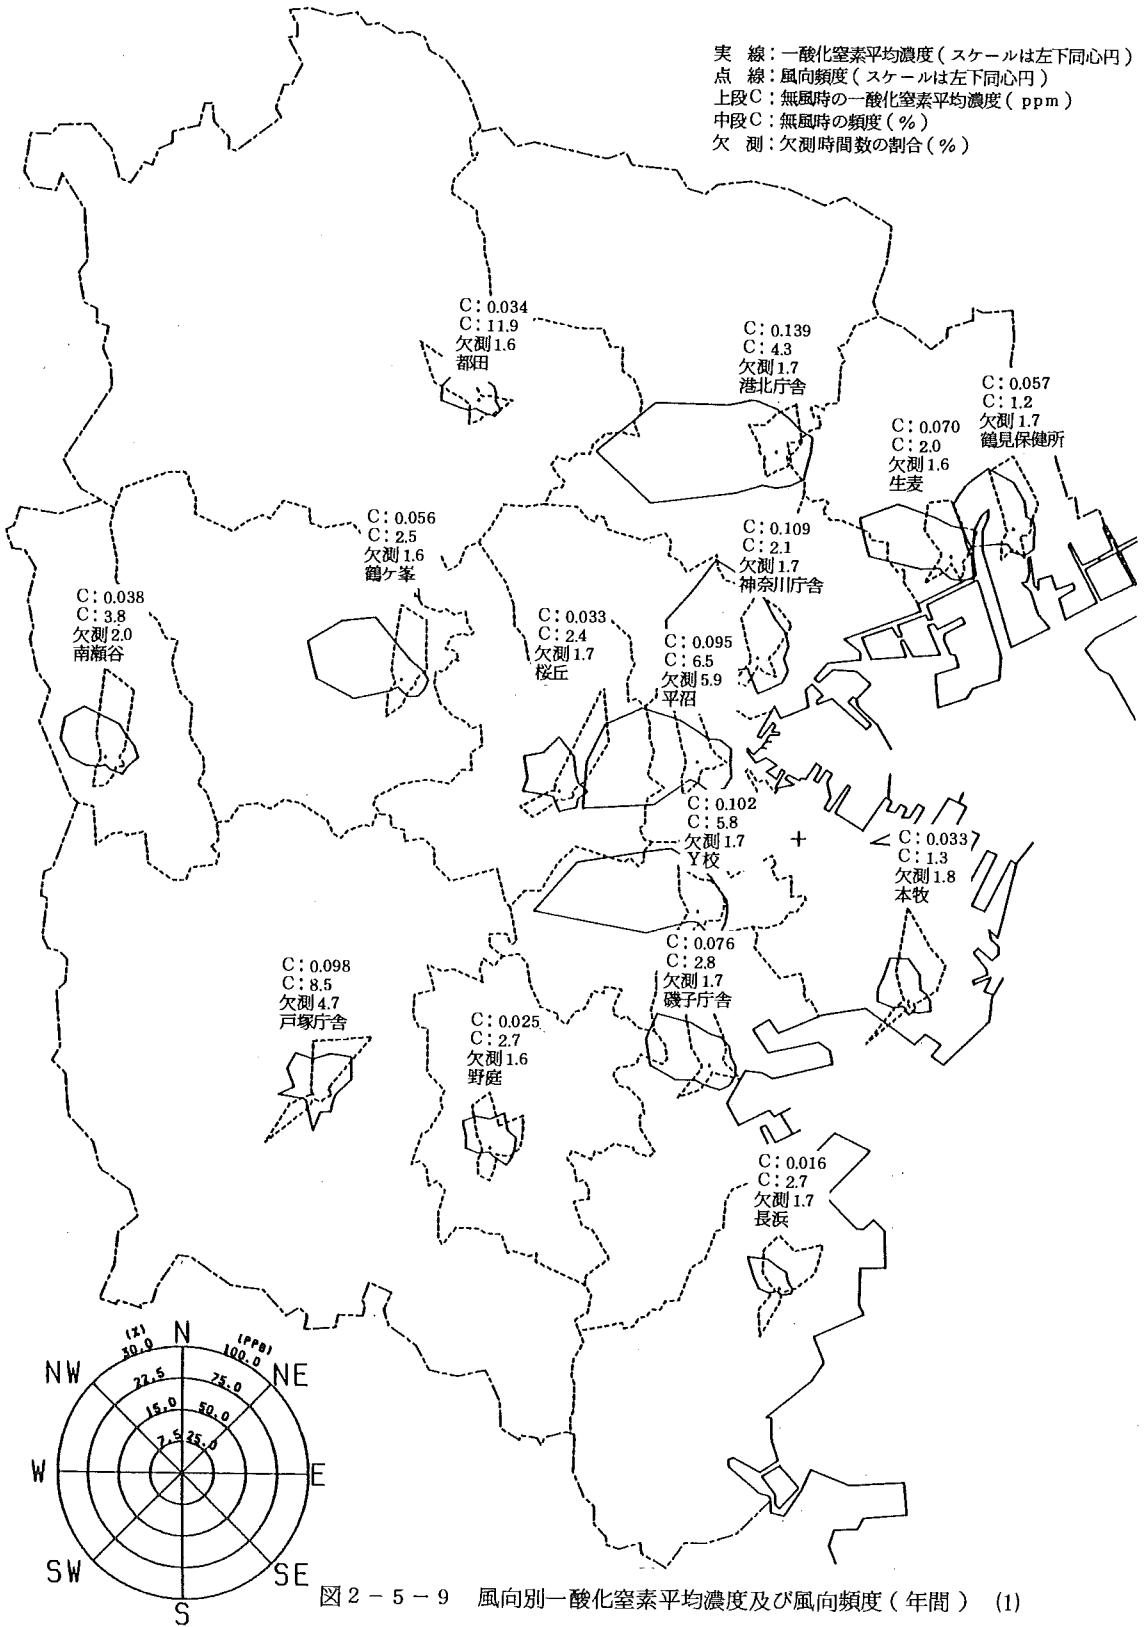 実　線：一酸化窒素平均濃度（スケールは左下同心円）
点　線：風向頻度（スケールは左下同心円）
上段C：無風時の一酸化窒素平均濃度（ppm）
中段C：無風時の頻度（%）
欠　測：欠測時間数の割合（%）
C：0.034
C：11.9
欠測1.6
都田
C：0.139
C：4.3
欠測1.7
港北庁舎
C：0.057
C：1.2
欠測1.7
鶴見保健所
C：0.070
C：2.0
欠測1.6
生麦
C：0.056
C：2.5
欠測1.6
鶴ケ峯
C：0.109
C：2.1
欠測1.7
神奈川庁舎
C：0.038
C：3.8
欠測2.0
南瀬谷
C：0.033
C：2.4
欠測1.7
桜丘
C：0.095
C：6.5
欠測5.9
平沼
C：0.102
C：5.8
欠測1.7
Y校
C：0.033
C：1.3
欠測1.8
本牧
C：0.076
C：2.8
欠測1.7
磯子庁舎
C：0.098
C：8.5
欠測4.7
戸塚庁舎
C：0.025
C：2.7
欠測1.6
野庭
C：0.016
C：2.7
欠測1.7
長浜
N
(%) (PPB)
30.0 100.0
NW NE
22.5 75.0
15.0 50.0
7.5 25.0
W E
SW SE
S
図2－5－9　風向別一酸化窒素平均濃度及び風向頻度（年間）　(1)